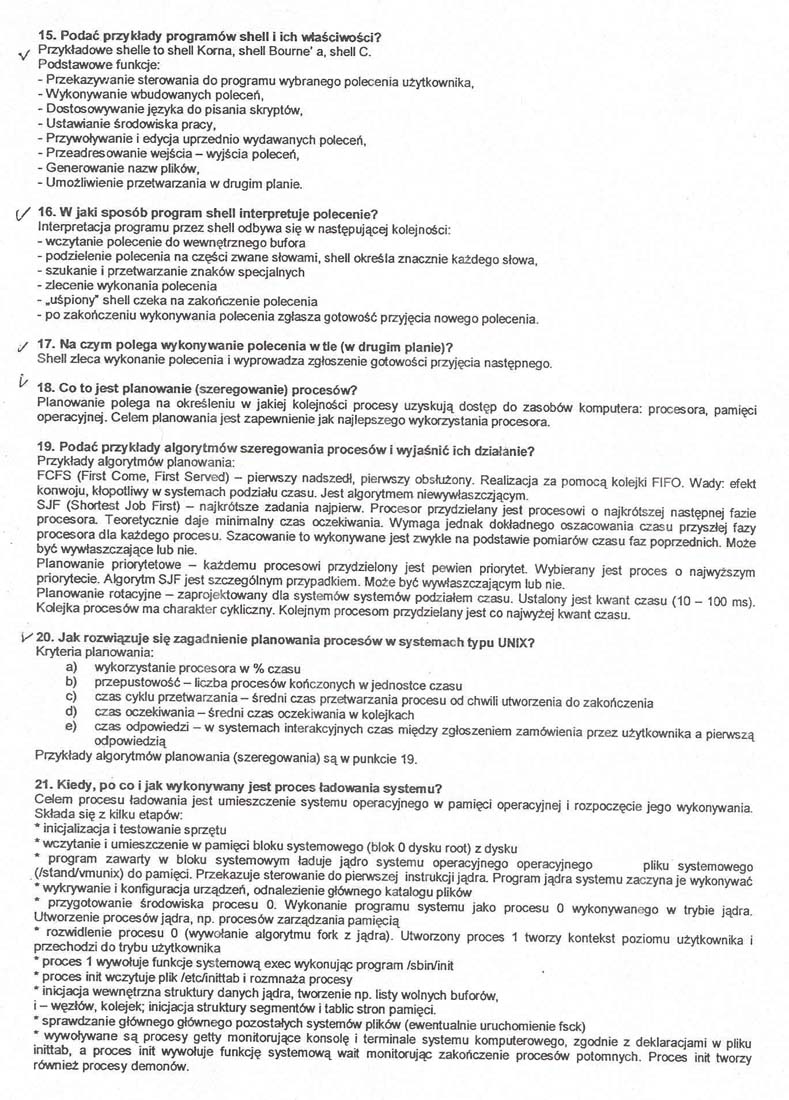 15. Podać przykłady programów shell i ich właściwości?
Przykładowe shelle to shell Korna, shell Bourne' a, shell C.
Podstawowe funkcje:
- Przekazywanie sterowania do programu wybranego polecenia użytkownika,
- Wykonywanie wbudowanych poleceń,
- Dostosowywanie języka do pisania skryptów,
- Ustawianie środowiska pracy,
- Przywoływanie i edycja uprzednio wydawanych poleceń,
- Przeadresowanie wejścia – wyjścia poleceń,
- Generowanie nazw plików,
- Umożliwienie przetwarzania w drugim planie.
16. W jaki sposób program shell interpretuje polecenie?
Interpretacja programu przez shell odbywa się w następującej kolejności:
- wczytanie polecenie do wewnętrznego bufora
- podzielenie polecenia na części zwane słowami, shell określa znacznie każdego słowa,
- szukanie i przetwarzanie znaków specjalnych
- zlecenie wykonania polecenia
- „uśpiony” shell czeka na zakończenie polecenia
- po zakończeniu wykonywania polecenia zgłasza gotowość przyjęcia nowego polecenia.
17. Na czym polega wykonywanie polecenia w tle (w drugim planie)?
Shell zleca wykonanie polecenia i wyprowadza zgłoszenie gotowości przyjęcia następnego.
18. Co to jest planowanie (szeregowanie) procesów?
Planowanie polega na określeniu w jakiej kolejności procesy uzyskują dostęp do zasobów komputera: procesora, pamięci
operacyjnej. Celem planowania jest zapewnienie jak najlepszego wykorzystania procesora.
19. Podać przykłady algorytmów szeregowania procesów i wyjaśnić ich działanie?
Przykłady algorytmów planowania:
FCFS (First Come, First Served) – pierwszy nadszedł, pierwszy obsłużony. Realizacja za pomocą kolejki FIFO. Wady: efekt
konwoju, kłopotliwy w systemach podziału czasu. Jest algorytmem niewywłaszczającym.
SJF (Shortest Job First) – najkrótsze zadania najpierw. Procesor przydzielany jest procesowi o najkrótszej następnej fazie
procesora. Teoretycznie daje minimalny czas oczekiwania. Wymaga jednak dokładnego oszacowania czasu przyszłej fazy
procesora dla każdego procesu. Szacowanie to wykonywane jest zwykle na podstawie pomiarów czasu faz poprzednich. Może
być wywłaszczające lub nie.
Planowanie priorytetowe – każdemu procesowi przydzielony jest pewien priorytet. Wybierany jest proces o najwyższym
priorytecie. Algorytm SJF jest szczególnym przypadkiem. Może być wywłaszczającym lub nie.
Planowanie rotacyjne – zaprojektowany dla systemów systemów podziałem czasu. Ustalony jest kwant czasu (10 – 100 ms).
Kolejka procesów ma charakter cykliczny. Kolejnym procesom przydzielany jest co najwyżej kwant czasu.
20. Jak rozwiązuje się zagadnienie planowania procesów w systemach typu UNIX?
Kryteria planowania:
a) wykorzystanie procesora w % czasu
b) przepustowość – liczba procesów kończonych w jednostce czasu
c) czas cyklu przetwarzania – średni czas przetwarzania procesu od chwili utworzenia do zakończenia
d) czas oczekiwania – średni czas oczekiwania w kolejkach
e) czas odpowiedzi – w systemach interakcyjnych czas między zgłoszeniem zamówienia przez użytkownika a pierwszą
odpowiedzią
Przykłady algorytmów planowania (szeregowania) są w punkcie 19.
21. Kiedy, po co i jak wykonywany jest proces ładowania systemu?
Celem procesu ładowania jest umieszczenie systemu operacyjnego w pamięci operacyjnej i rozpoczęcie jego wykonywania.
Składa się z kilku etapów:
* inicjalizacja i testowanie sprzętu
* wczytanie i umieszczenie w pamięci bloku systemowego (blok 0 dysku root) z dysku
* program zawarty w bloku systemowym ładuje jądro systemu operacyjnego operacyjnego pliku systemowego
(/stand/vmunix) do pamięci. Przekazuje sterowanie do pierwszej instrukcji jądra. Program jądra systemu zaczyna je wykonywać
* wykrywanie i konfiguracja urządzeń, odnalezienie głównego katalogu plików
* przygotowanie środowiska procesu 0. Wykonanie programu systemu jako procesu 0 wykonywanego w trybie jądra.
Utworzenie procesów jądra, np. procesów zarządzania pamięcią
* rozwidlenie procesu 0 (wywołanie algorytmu fork z jądra). Utworzony proces 1 tworzy kontekst poziomu użytkownika i
przechodzi do trybu użytkownika
* proces 1 wywołuje funkcje systemową exec wykonując program /sbin/init
* proces init wczytuje plik /etc/inittab i rozmnaża procesy
* inicjacja wewnętrzna struktury danych jądra, tworzenie np. listy wolnych buforów,
i – węzłów, kolejek; inicjacja struktury segmentów i tablic stron pamięci.
* sprawdzanie głównego głównego pozostałych systemów plików (ewentualnie uruchomienie fsck)
* wywoływane są procesy getty monitorujące konsolę i terminale systemu komputerowego, zgodnie z deklaracjami w pliku
inittab, a proces init wywołuje funkcję systemową wait monitorując zakończenie procesów potomnych. Proces init tworzy
również procesy demonów.